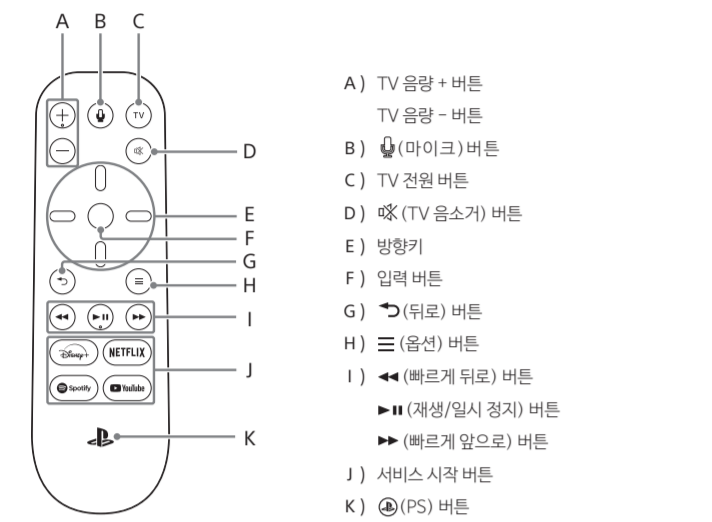 A B C
TV
D
E
F
G
H
I
Disney+ NETFLIX
Spotify YouTube
J
K
A ) TV 음량 + 버튼
TV 음량 − 버튼
B ) (마이크) 버튼
C ) TV 전원 버튼
D ) (TV 음소거) 버튼
E ) 방향키
F ) 입력 버튼
G ) (뒤로) 버튼
H ) (옵션) 버튼
I ) (빠르게 뒤로) 버튼
(재생/일시 정지) 버튼
(빠르게 앞으로) 버튼
J ) 서비스 시작 버튼
K ) (PS) 버튼